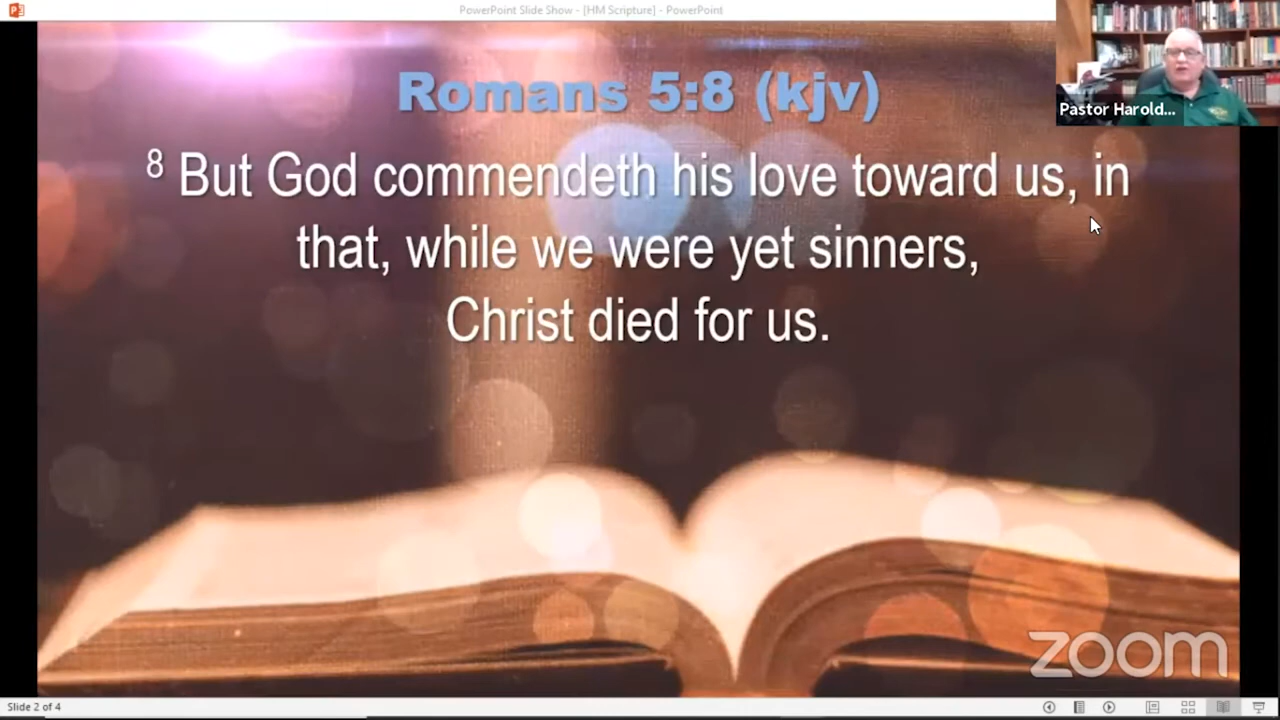 PowerPoint Slide Show - [HM Scripture] - PowerPoint
Pastor Harold...
Romans 5:8 (kjv)
8 But God commendeth his love toward us, in
that, while we were yet sinners,
Christ died for us.
zoom
Slide 2 of 4